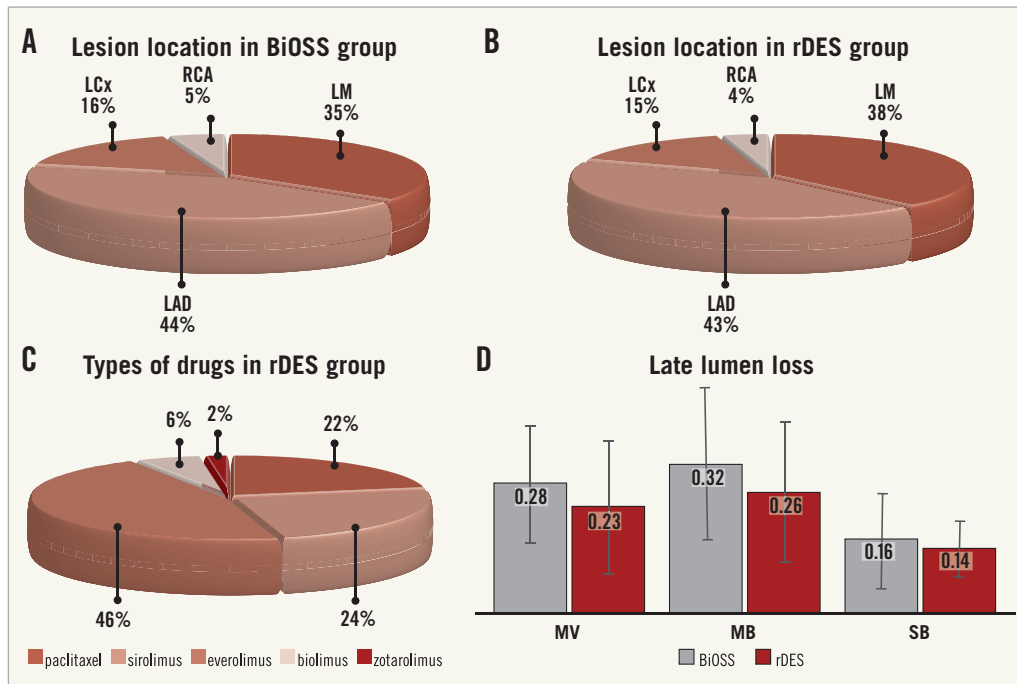 A Lesion location in BiOSS group
RCA
5%
LCx
16%
LM
35%
LAD
44%
B Lesion location in rDES group
RCA
4%
LCx
15%
LM
38%
LAD
43%
C Types of drugs in rDES group
6%
2%
22%
46%
24%
paclitaxel sirolimus everolimus biolimus zotarolimus
D Late lumen loss
0.28
0.23
0.32
0.26
0.16
0.14
MV MB SB
BiOSS rDES